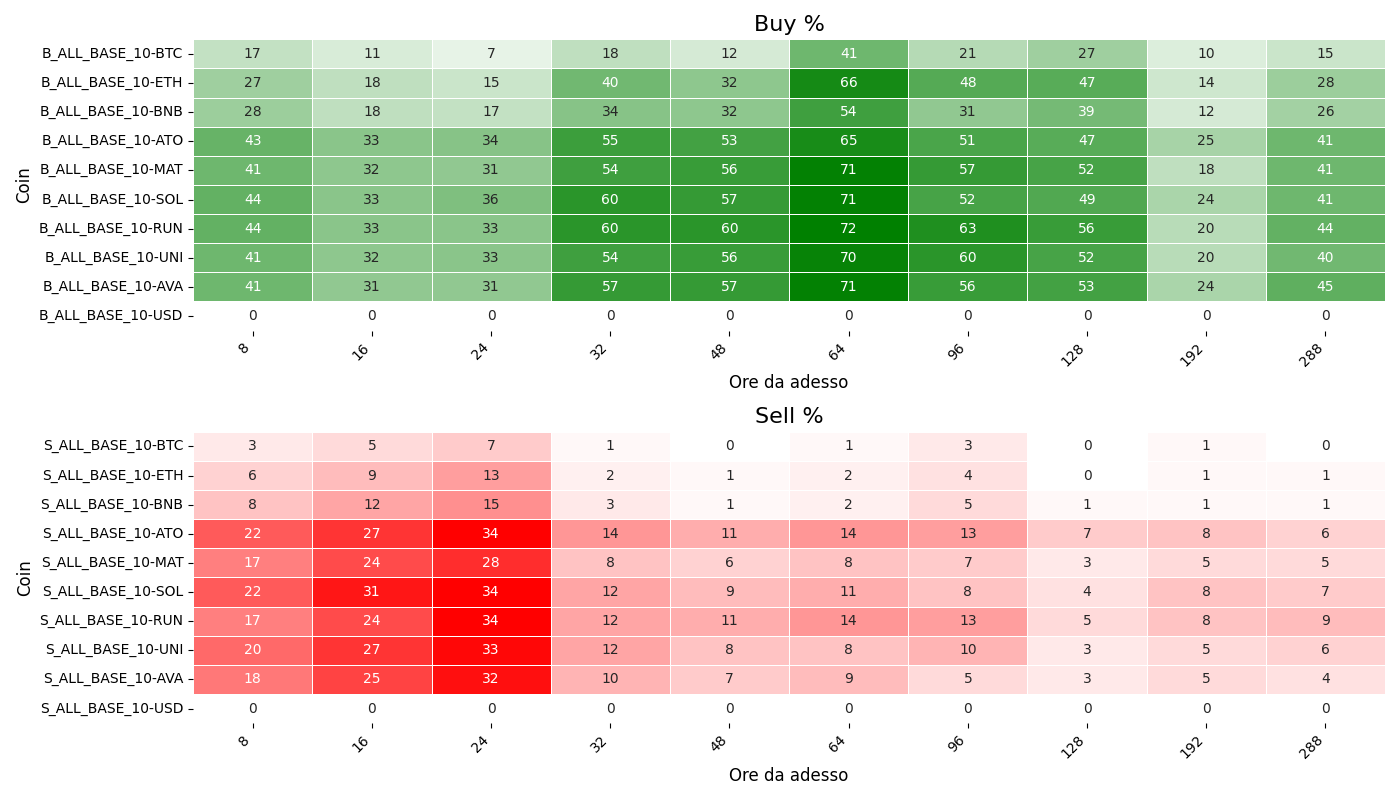 Buy %
Coin
B_ALL_BASE_10-BTC 17 11 7 18 12 41 21 27 10 15
B_ALL_BASE_10-ETH 27 18 15 40 32 66 48 47 14 28
B_ALL_BASE_10-BNB 28 18 17 34 32 54 31 39 12 26
B_ALL_BASE_10-ATO 43 33 34 55 53 65 51 47 25 41
B_ALL_BASE_10-MAT 41 32 31 54 56 71 57 52 18 41
B_ALL_BASE_10-SOL 44 33 36 60 57 71 52 49 24 41
B_ALL_BASE_10-RUN 44 33 33 60 60 72 63 56 20 44
B_ALL_BASE_10-UNI 41 32 33 54 56 70 60 52 20 40
B_ALL_BASE_10-AVA 41 31 31 57 57 71 56 53 24 45
B_ALL_BASE_10-USD 0 0 0 0 0 0 0 0 0 0
8 16 24 32 48 64 96 128 192 288
Ore da adesso
Sell %
Coin
S_ALL_BASE_10-BTC 3 5 7 1 0 1 3 0 1 0
S_ALL_BASE_10-ETH 6 9 13 2 1 2 4 0 1 1
S_ALL_BASE_10-BNB 8 12 15 3 1 2 5 1 1 1
S_ALL_BASE_10-ATO 22 27 34 14 11 14 13 7 8 6
S_ALL_BASE_10-MAT 17 24 28 8 6 8 7 3 5 5
S_ALL_BASE_10-SOL 22 31 34 12 9 11 8 4 8 7
S_ALL_BASE_10-RUN 17 24 34 12 11 14 13 5 8 9
S_ALL_BASE_10-UNI 20 27 33 12 8 8 10 3 5 6
S_ALL_BASE_10-AVA 18 25 32 10 7 9 5 3 5 4
S_ALL_BASE_10-USD 0 0 0 0 0 0 0 0 0 0
8 16 24 32 48 64 96 128 192 288
Ore da adesso